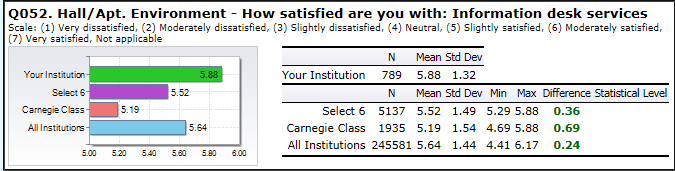 Q052. Hall/Apt. Environment - How satisfied are you with: Information desk services
Scale: (1) Very dissatisfied, (2) Moderately dissatisfied, (3) Slightly dissatisfied, (4) Neutral, (5) Slightly satisfied, (6) Moderately satisfied,
(7) Very satisfied, Not applicable
Your Institution 5.88
Select 6 5.52
Carnegie Class 5.19
All Institutions 5.64
5.00 5.20 5.40 5.60 5.80 6.00
N Mean Std Dev
Your Institution 789 5.88 1.32
N Mean Std Dev Min Max Difference Statistical Level
Select 6 5137 5.52 1.49 5.29 5.88 0.36
Carnegie Class 1935 5.19 1.54 4.69 5.88 0.69
All Institutions 245581 5.64 1.44 4.41 6.17 0.24